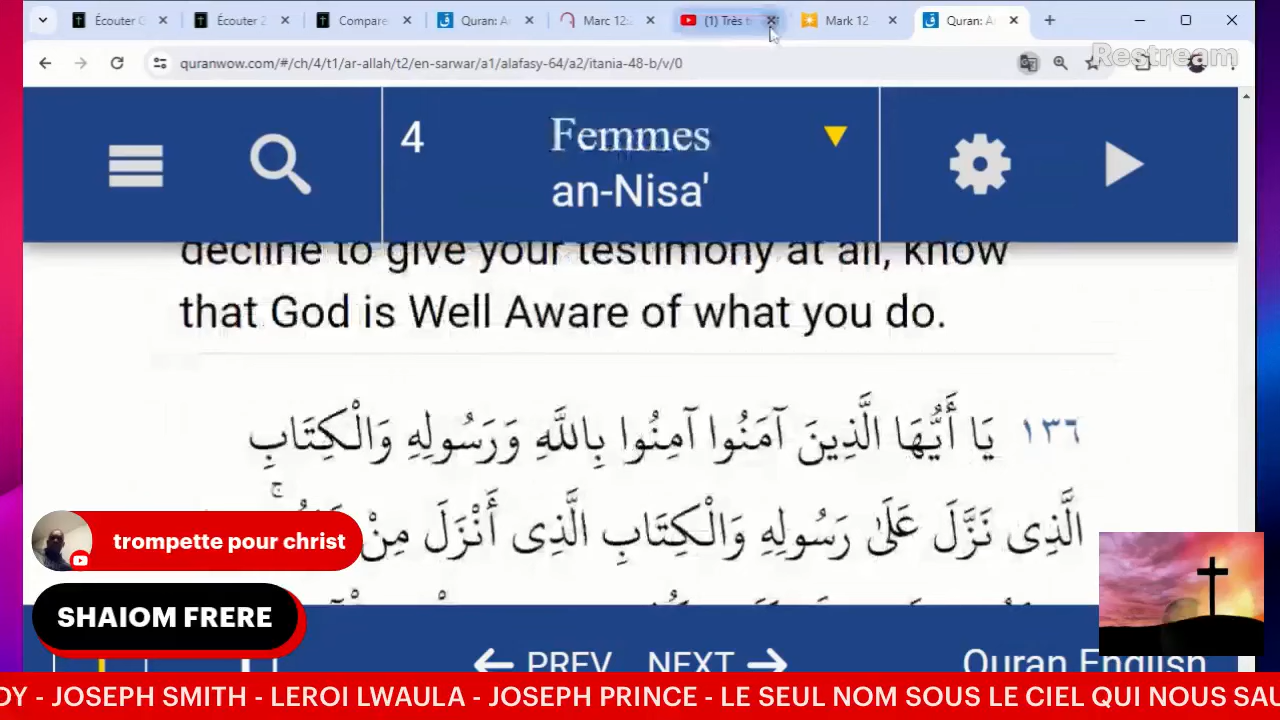 Écouter G
Écouter 2
Compare
Quran: A
Marc 12:
(1) Très t
Mark 12
Quran: A
quranwow.com/#/ch/4/t1/ar-allah/t2/en-sarwar/a1/alafasy-64/a2/itania-48-b/v/0
Restream
4
Femmes
an-Nisa'
decline to give your testimony at all, know
that God is Well Aware of what you do.
١٣٦ يَا أَيُّهَا الَّذِينَ آمَنُوا آمِنُوا بِاللَّهِ وَرَسُولِهِ وَالْكِتَابِ
الَّذِى نَزَّلَ عَلَىٰ رَسُولِهِ وَالْكِتَابِ الَّذِى أَنْزَلَ مِنْ
trompette pour christ
SHAIOM FRERE
← PREV NEXT →
Quran English
DY - JOSEPH SMITH - LEROI LWAULA - JOSEPH PRINCE - LE SEUL NOM SOUS LE CIEL QUI NOUS SAU